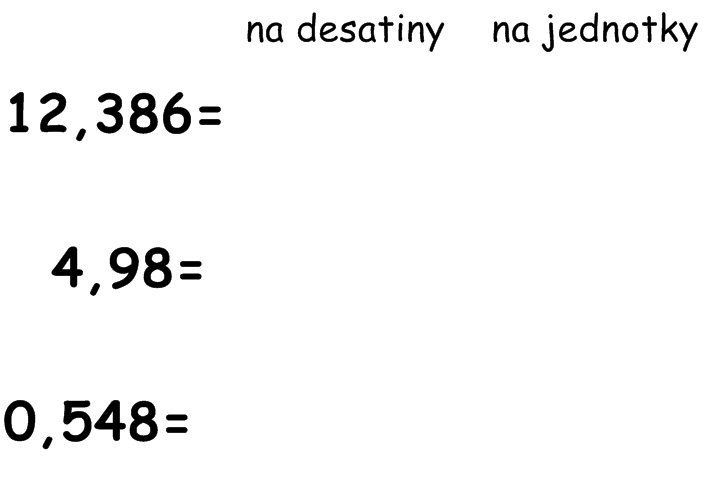 na desatiny na jednotky
12,386=
4,98=
0,548=